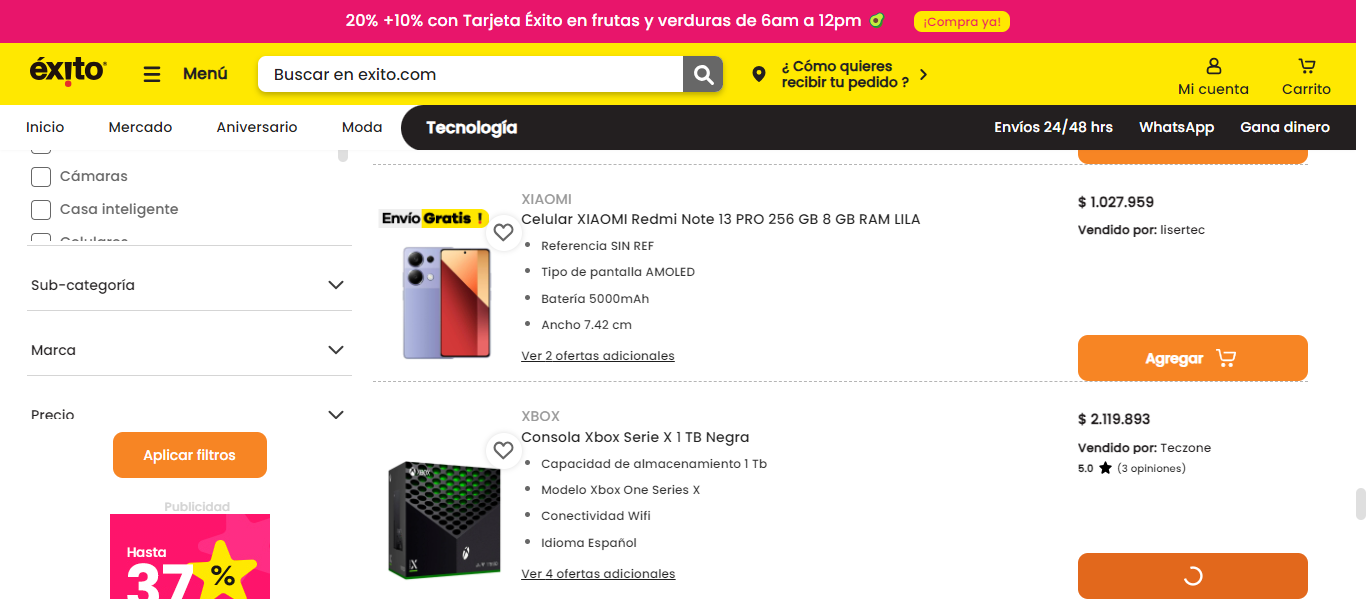 20% +10% con Tarjeta Éxito en frutas y verduras de 6am a 12pm
¡Compra ya!
éxito
Menú
Buscar en exito.com
¿ Cómo quieres
recibir tu pedido ?
Mi cuenta
Carrito
Inicio
Mercado
Aniversario
Moda
Tecnología
Envíos 24/48 hrs
WhatsApp
Gana dinero
Cámaras
Casa inteligente
Celulares
Sub-categoría
Marca
Precio
Aplicar filtros
Publicidad
Hasta
37%
Envío Gratis !
XIAOMI
Celular XIAOMI Redmi Note 13 PRO 256 GB 8 GB RAM LILA
Referencia SIN REF
Tipo de pantalla AMOLED
Batería 5000mAh
Ancho 7.42 cm
Ver 2 ofertas adicionales
$ 1.027.959
Vendido por: lisertec
Agregar
XBOX
Consola Xbox Serie X 1 TB Negra
Capacidad de almacenamiento 1 Tb
Modelo Xbox One Series X
Conectividad Wifi
Idioma Español
Ver 4 ofertas adicionales
XBOX
$ 2.119.893
Vendido por: Teczone
5.0 (3 opiniones)